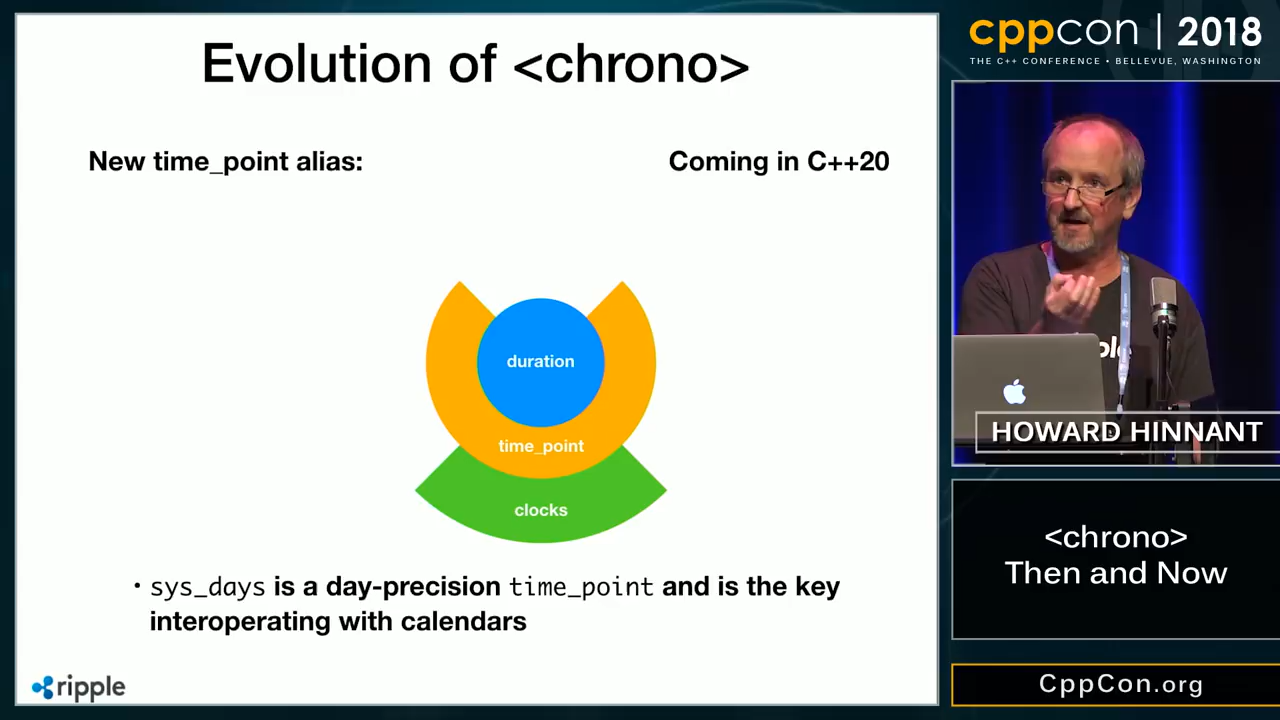 Evolution of <chrono>
New time_point alias:
Coming in C++20
duration
time_point
clocks
• sys_days is a day-precision time_point and is the key
interoperating with calendars
ripple
cppcon | 2018
THE C++ CONFERENCE • BELLEVUE, WASHINGTON
HOWARD HINNANT
<chrono>
Then and Now
CppCon.org